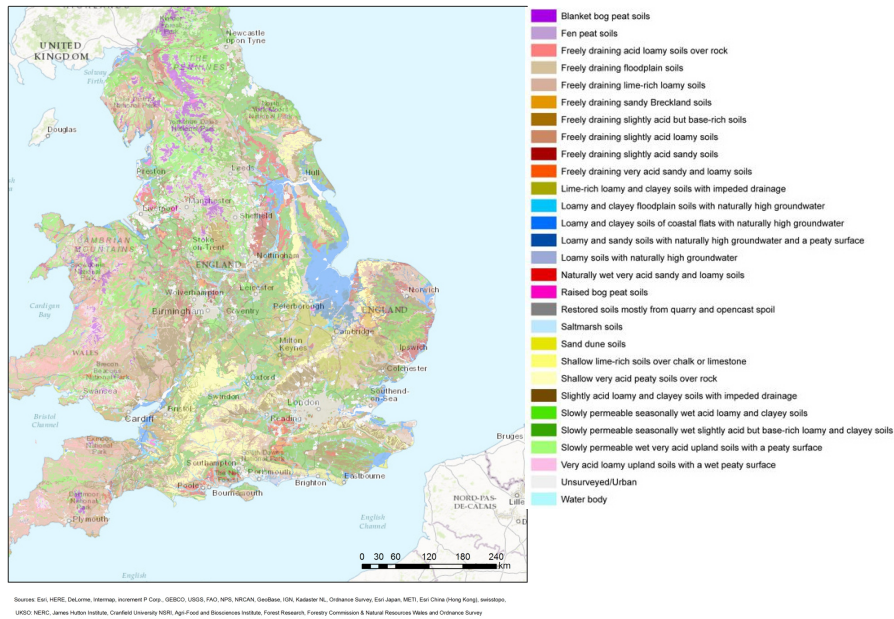 UNITED
KINGDOM
Newcastle
upon Tyne
THE
PENNINES
Solway
Firth
Douglas
Preston
Leeds
Hull
Liverpool
Manchester
Sheffield
CAMBRIAN
MOUNTAINS
Stoke-
on-Trent
ENGLAND
Nottingham
Cardigan
Bay
Wolverhampton
Leicester
Peterborough
Norwich
ENGLAND
Birmingham
Coventry
Cambridge
WALES
Milton
Keynes
Ipswich
Colchester
Swansea
Oxford
Southend-
on-Sea
Swindon
London
Bristol
Channel
Cardiff
Bristol
Reading
Bruges
Exmoor
National
Park
Southampton
Portsmouth
Brighton
Eastbourne
Poole
Bournemouth
Lille
NORD-PAS-
DE-CALAIS
Dartmoor
National
Park
Plymouth
English
Channel
English
0 30 60 120 180 240
km
Blanket bog peat soils
Fen peat soils
Freely draining acid loamy soils over rock
Freely draining floodplain soils
Freely draining lime-rich loamy soils
Freely draining sandy Breckland soils
Freely draining slightly acid but base-rich soils
Freely draining slightly acid loamy soils
Freely draining slightly acid sandy soils
Freely draining very acid sandy and loamy soils
Lime-rich loamy and clayey soils with impeded drainage
Loamy and clayey floodplain soils with naturally high groundwater
Loamy and clayey soils of coastal flats with naturally high groundwater
Loamy and sandy soils with naturally high groundwater and a peaty surface
Loamy soils with naturally high groundwater
Naturally wet very acid sandy and loamy soils
Raised bog peat soils
Restored soils mostly from quarry and opencast spoil
Saltmarsh soils
Sand dune soils
Shallow lime-rich soils over chalk or limestone
Shallow very acid peaty soils over rock
Slightly acid loamy and clayey soils with impeded drainage
Slowly permeable seasonally wet acid loamy and clayey soils
Slowly permeable seasonally wet slightly acid but base-rich loamy and clayey soils
Slowly permeable wet very acid upland soils with a peaty surface
Very acid loamy upland soils with a wet peaty surface
Unsurveyed/Urban
Water body
Sources: Esri, HERE, DeLorme, Intermap, increment P Corp., GEBCO, USGS, FAO, NPS, NRCAN, GeoBase, IGN, Kadaster NL, Ordnance Survey, Esri Japan, METI, Esri China (Hong Kong), swisstopo,
UKSO: NERC, James Hutton Institute, Cranfield University NSRI, Agri-Food and Biosciences Institute, Forest Research, Forestry Commission & Natural Resources Wales and Ordnance Survey